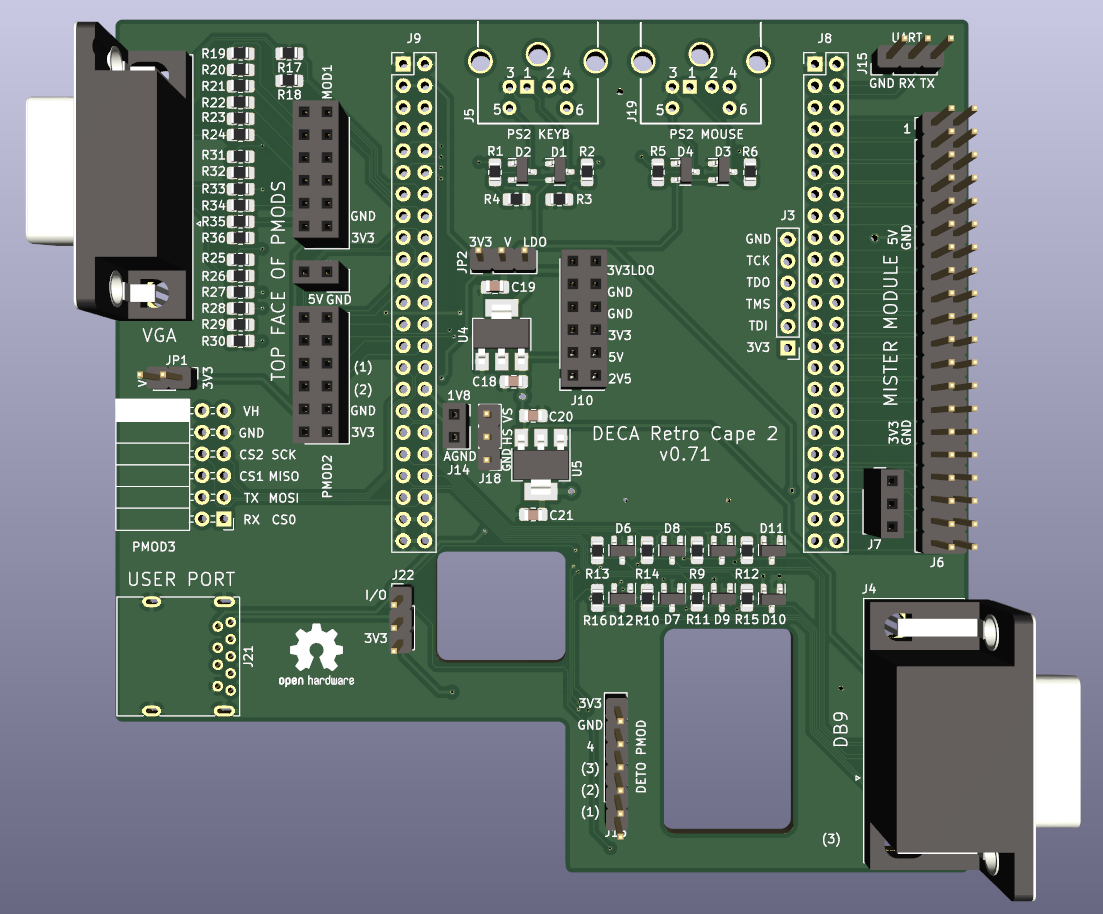 J9
J8
UART
J15
GND RX TX
R19
R20
R21
R22
R23
R24
R31
R32
R33
R34
R35
R36
R25
R26
R27
R28
R29
R30
R17
R18
PMOD1
GND
3V3
5V GND
TOP FACE OF PMODS
(1)
(2)
GND
3V3
PMOD2
VGA
JP1
V
3V3
VH
GND
CS2 SCK
CS1 MISO
TX MOSI
RX CS0
PMOD3
USER PORT
J21
J22
I/O
3V3
open hardware
3 1 2 4
5 6
J5
PS2 KEYB
3 1 2 4
5 6
J19
PS2 MOUSE
R1 D2 D1 R2
R4 R3
R5 D4 D3 R6
3V3 V LDO
JP2
C19
U4
C18
3V3LDO
GND
GND
3V3
5V
2V5
J10
1V8
AGND
J14
VS
HS
GND
J18
C20
U5
C21
DECA Retro Cape 2
v0.71
J3
GND
TCK
TDO
TMS
TDI
3V3
1
5V
GND
MISTER MODULE
3V3
GND
J7
J6
D6 D8 D5 D11
R13 R14 R9 R12
R16 D12 R10 D7 R11 D9 R15 D10
3V3
GND
4
(3)
(2)
(1)
DETO PMOD
J4
DB9
(3)